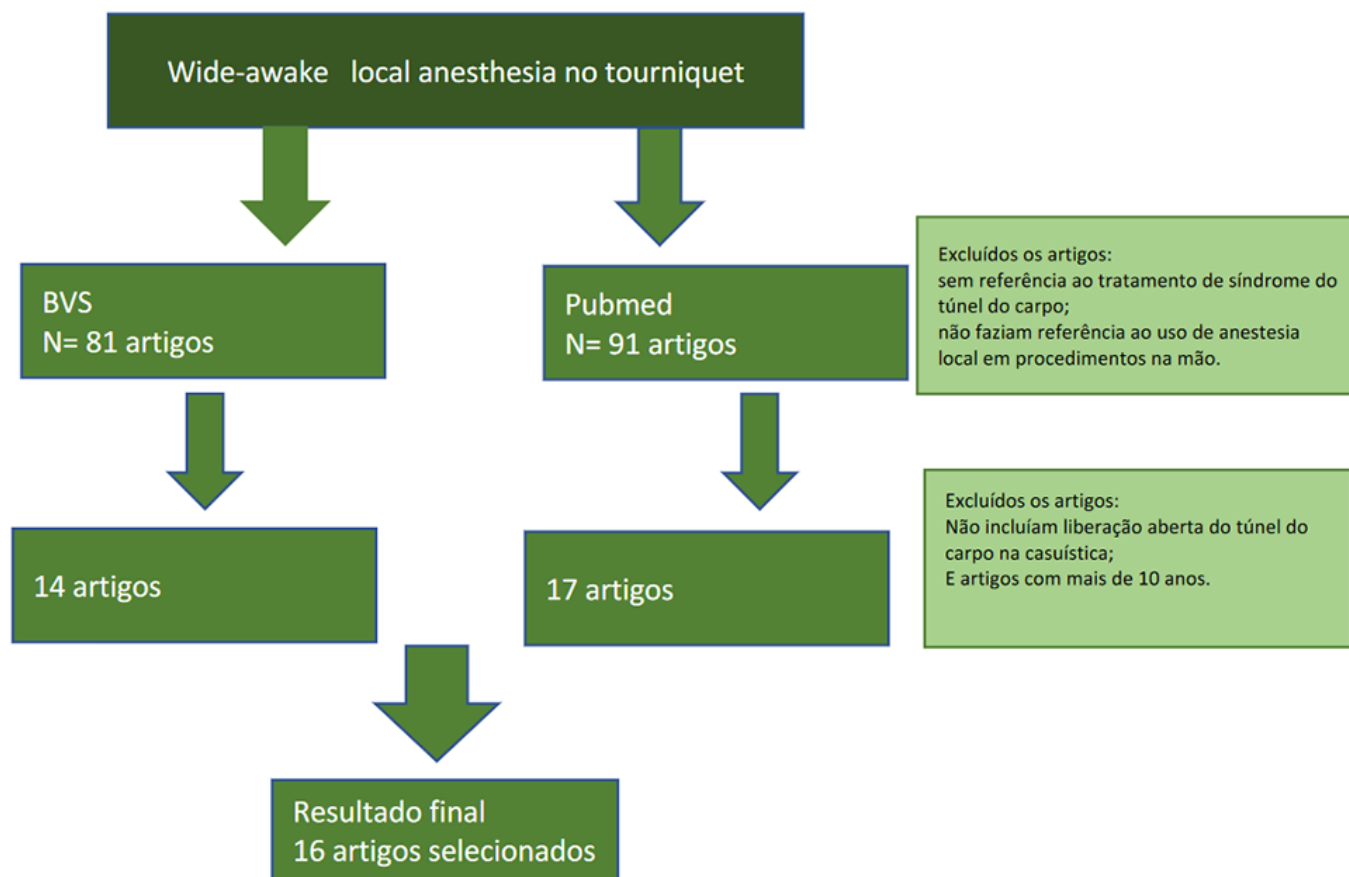 Wide-awake local anesthesia no tourniquet
BVS
N= 81 artigos
Pubmed
N= 91 artigos
Excluídos os artigos:
sem referência ao tratamento de síndrome do
túnel do carpo;
não faziam referência ao uso de anestesia
local em procedimentos na mão.
14 artigos
17 artigos
Excluídos os artigos:
Não incluíam liberação aberta do túnel do
carpo na casuística;
E artigos com mais de 10 anos.
Resultado final
16 artigos selecionados